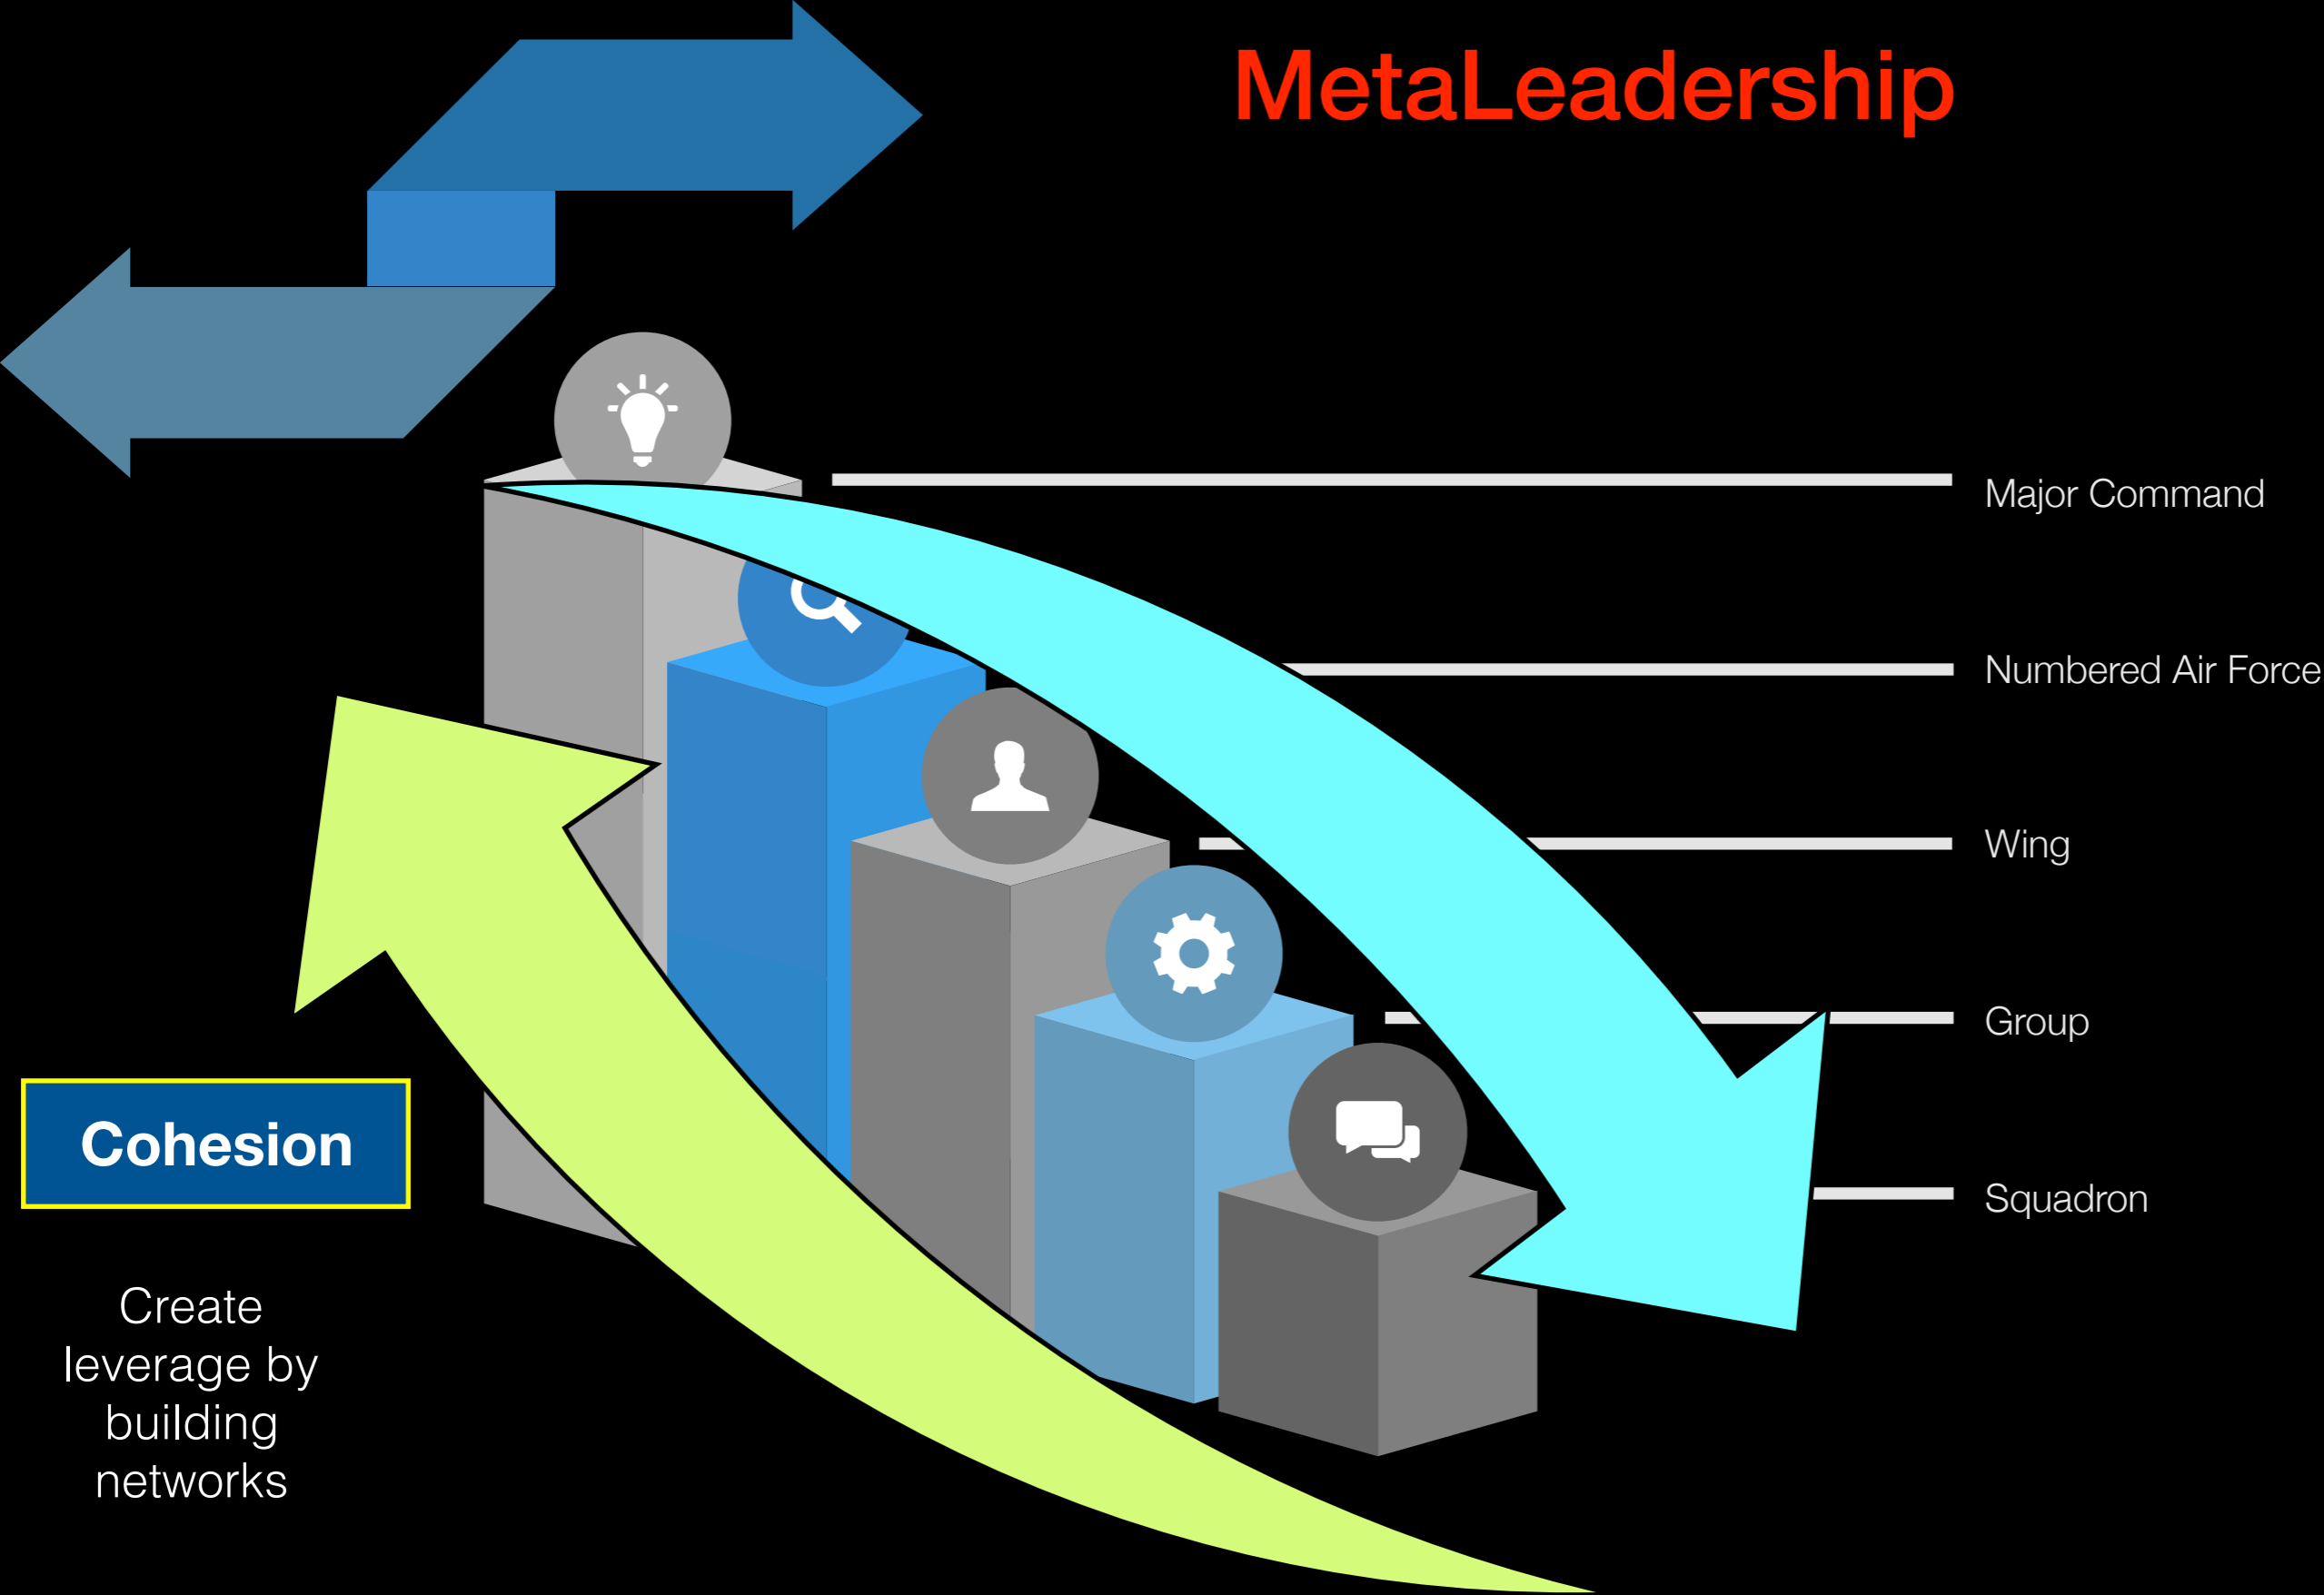 MetaLeadership
Major Command
Numbered Air Force
Wing
Group
Squadron
Cohesion
Create
leverage by
building
networks